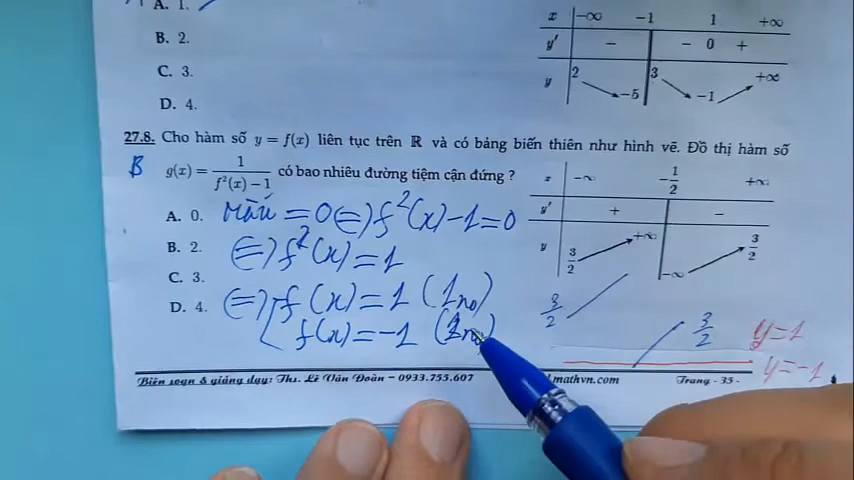 A. 1.
B. 2.
C. 3.
D. 4.
x -∞ -1 1 +∞
y' - - 0 +
y 2 -5 3 -1 +∞
27.8. Cho hàm số y = f(x) liên tục trên ℝ và có bảng biến thiên như hình vẽ. Đồ thị hàm số
B g(x) = 1/(f²(x) - 1) có bao nhiêu đường tiệm cận đứng ?
x -∞ -1/2 +∞
y' + -
y 3/2 +∞ -∞ 3/2
A. 0. Mẫu = 0 ⇔ f²(x) - 1 = 0
B. 2. ⇔ f²(x) = 1
C. 3.
D. 4. ⇔ [ f(x) = 1 (1no)
f(x) = -1 (1no)
3/2 3/2 y=1
y=-1
Biên soạn & giảng dạy: Ths. Lê Văn Đoàn - 0933.755.607
mathvn.com
Trang - 35 -